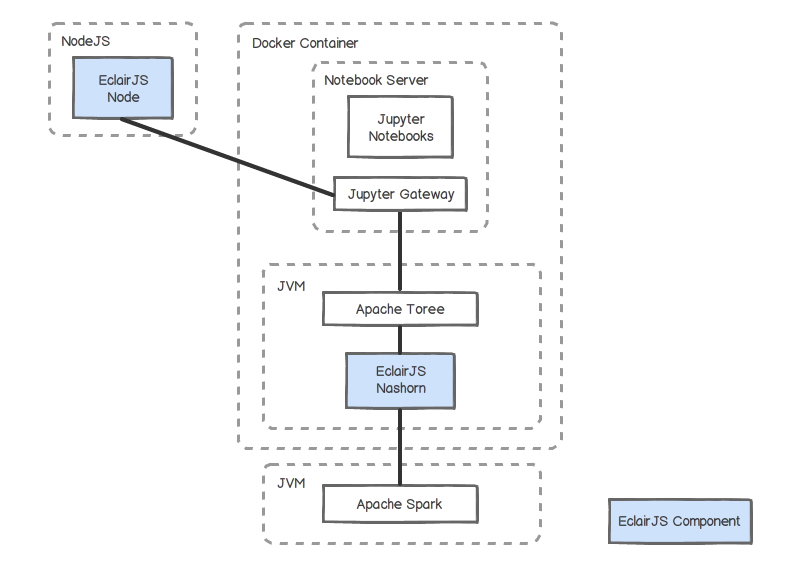 NodeJS
EclairJS
Node
Docker Container
Notebook Server
Jupyter
Notebooks
Jupyter Gateway
JVM
Apache Toree
EclairJS
Nashorn
JVM
Apache Spark
EclairJS Component